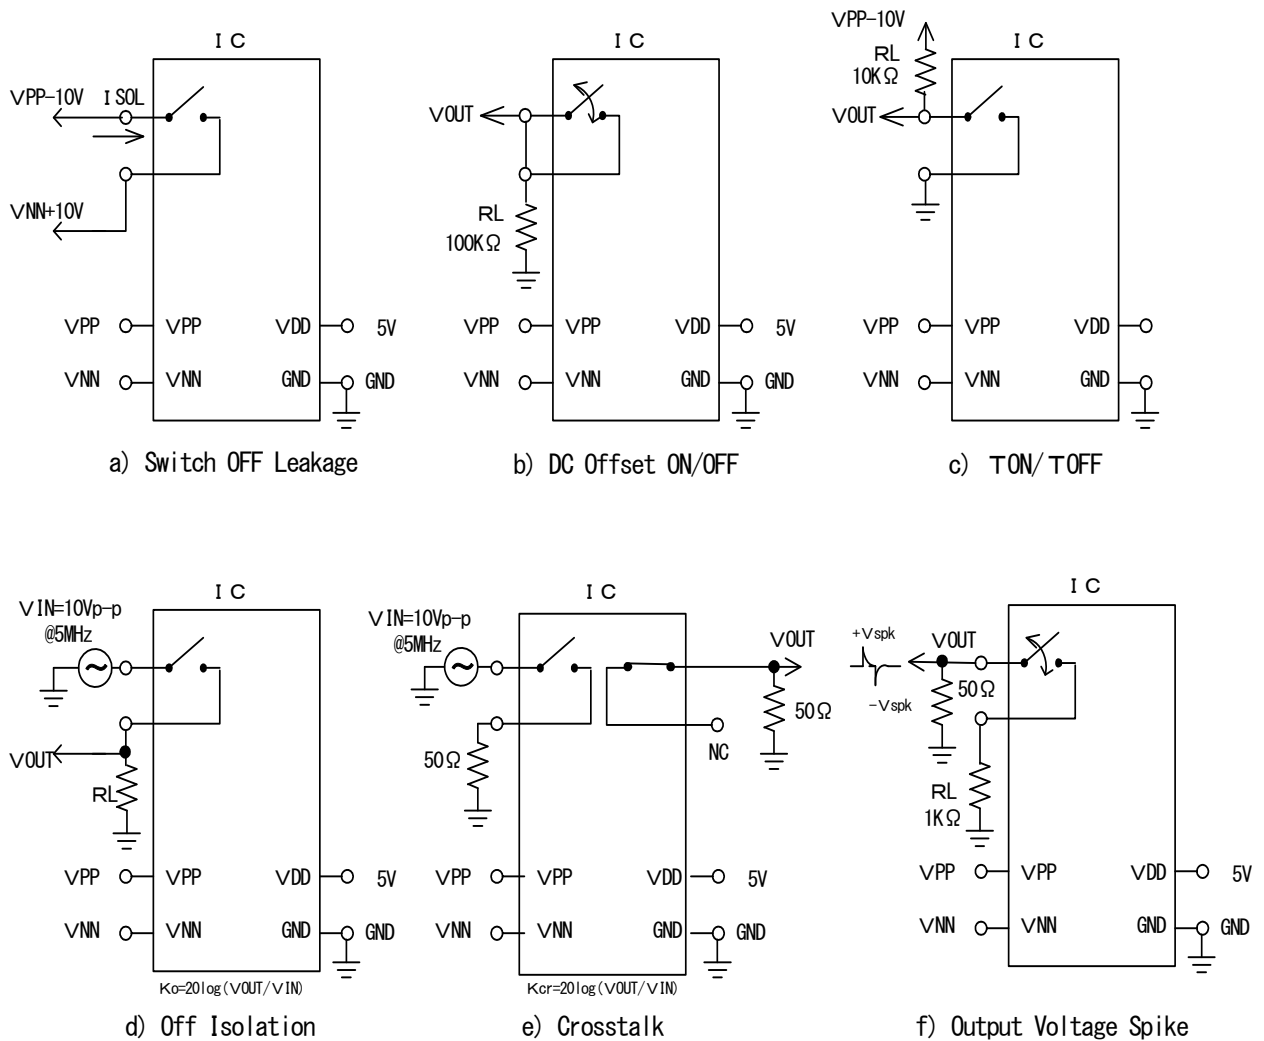 IC
VPP-10V
ISOL
VNN+10V
VPP
VPP
VDD
5V
VNN
VNN
GND
GND
a) Switch OFF Leakage
IC
VOUT
RL
100KΩ
VPP
VPP
VDD
5V
VNN
VNN
GND
GND
b) DC Offset ON/OFF
VPP-10V
IC
RL
10KΩ
VOUT
VPP
VPP
VDD
VNN
VNN
GND
c) TON/TOFF
IC
VIN=10Vp-p
@5MHz
~
VOUT
RL
VPP
VPP
VDD
5V
VNN
VNN
GND
GND
Ko=20log(VOUT/VIN)
d) Off Isolation
IC
VIN=10Vp-p
@5MHz
~
VOUT
50Ω
50Ω
NC
VPP
VPP
VDD
5V
VNN
VNN
GND
GND
Kcr=20log(VOUT/VIN)
e) Crosstalk
IC
+Vspk
VOUT
50Ω
-Vspk
RL
1KΩ
VPP
VPP
VDD
5V
VNN
VNN
GND
GND
f) Output Voltage Spike